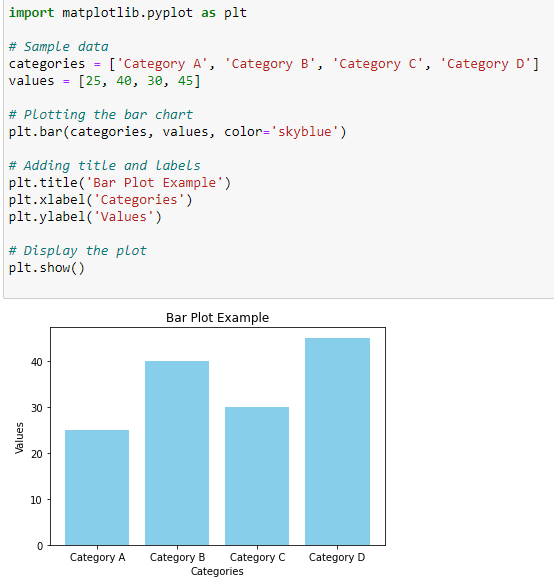 import matplotlib.pyplot as plt
# Sample data
categories = ['Category A', 'Category B', 'Category C', 'Category D']
values = [25, 40, 30, 45]
# Plotting the bar chart
plt.bar(categories, values, color='skyblue')
# Adding title and labels
plt.title('Bar Plot Example')
plt.xlabel('Categories')
plt.ylabel('Values')
# Display the plot
plt.show()
Bar Plot Example
40
30
20
10
0
Values
Category A Category B Category C Category D
Categories